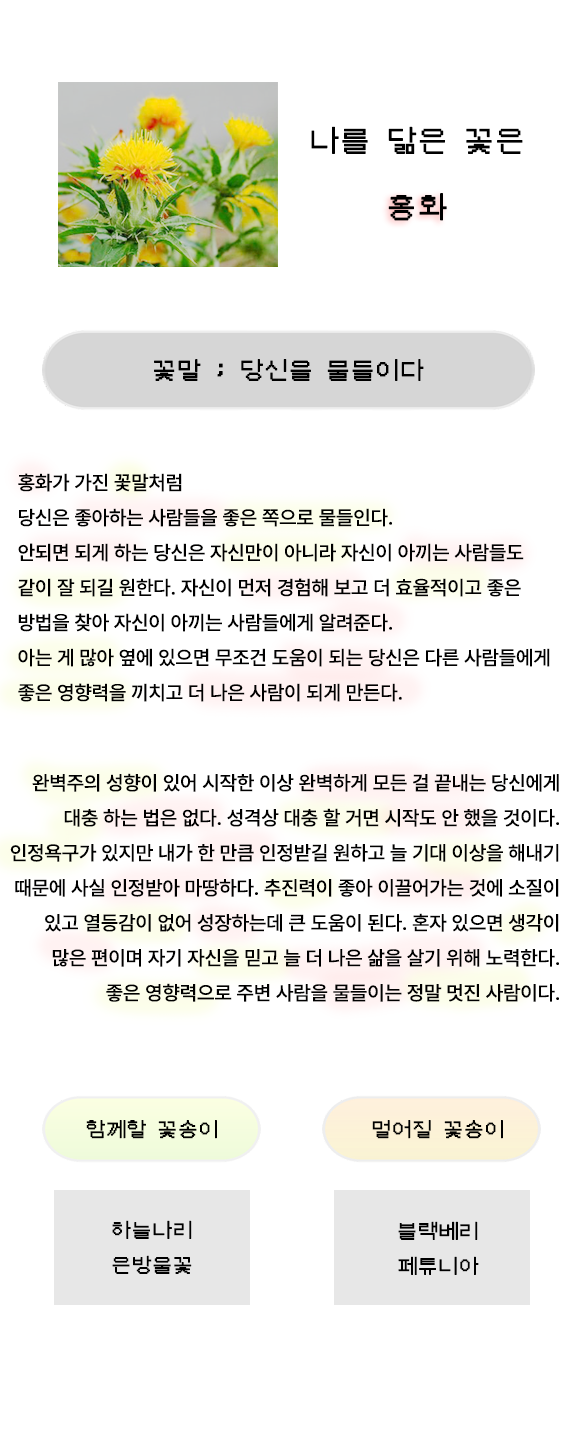 나를 닮은 꽃은
홍화
꽃말 ; 당신을 물들이다
홍화가 가진 꽃말처럼
당신은 좋아하는 사람들을 좋은 쪽으로 물들인다.
안되면 되게 하는 당신은 자신만이 아니라 자신이 아끼는 사람들도
같이 잘 되길 원한다. 자신이 먼저 경험해 보고 더 효율적이고 좋은
방법을 찾아 자신이 아끼는 사람들에게 알려준다.
아는 게 많아 옆에 있으면 무조건 도움이 되는 당신은 다른 사람들에게
좋은 영향력을 끼치고 더 나은 사람이 되게 만든다.
완벽주의 성향이 있어 시작한 이상 완벽하게 모든 걸 끝내는 당신에게
대충 하는 법은 없다. 성격상 대충 할 거면 시작도 안 했을 것이다.
인정욕구가 있지만 내가 한 만큼 인정받길 원하고 늘 기대 이상을 해내기
때문에 사실 인정받아 마땅하다. 추진력이 좋아 이끌어가는 것에 소질이
있고 열등감이 없어 성장하는데 큰 도움이 된다. 혼자 있으면 생각이
많은 편이며 자기 자신을 믿고 늘 더 나은 삶을 살기 위해 노력한다.
좋은 영향력으로 주변 사람을 물들이는 정말 멋진 사람이다.
함께할 꽃송이
멀어질 꽃송이
하늘나리
은방울꽃
블랙베리
페튜니아